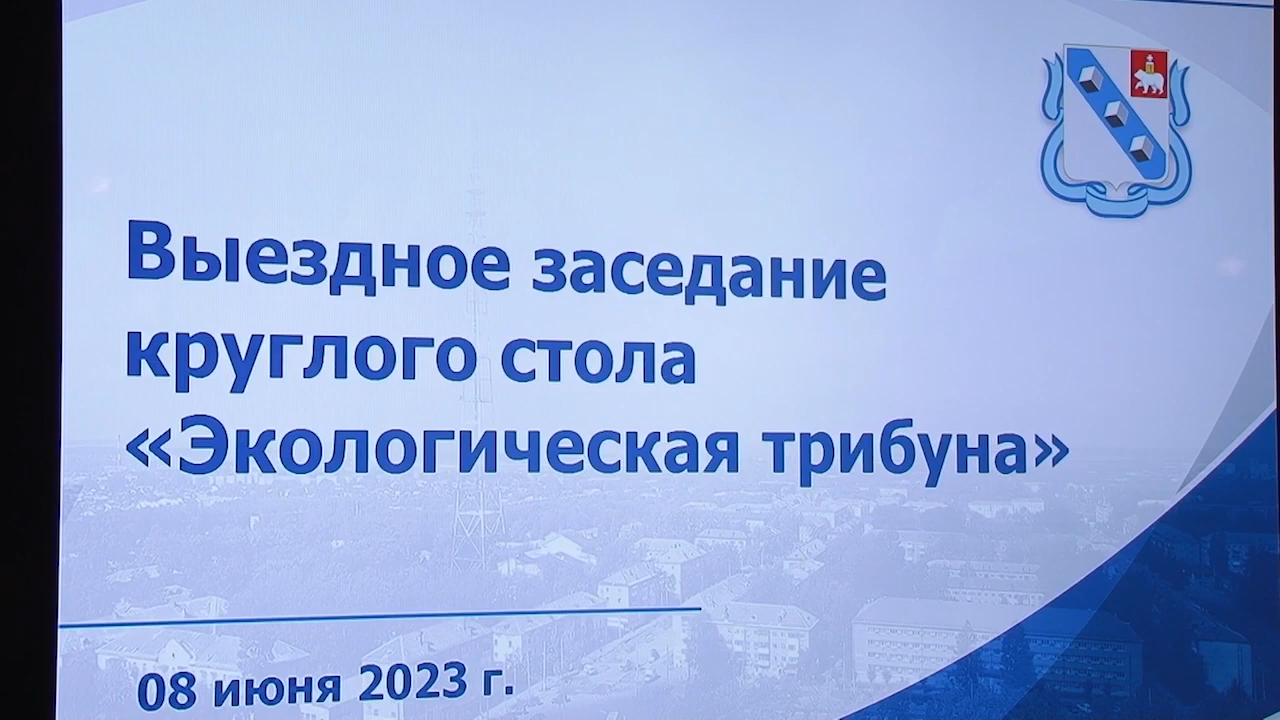 Выездное заседание
круглого стола
«Экологическая трибуна»
08 июня 2023 г.